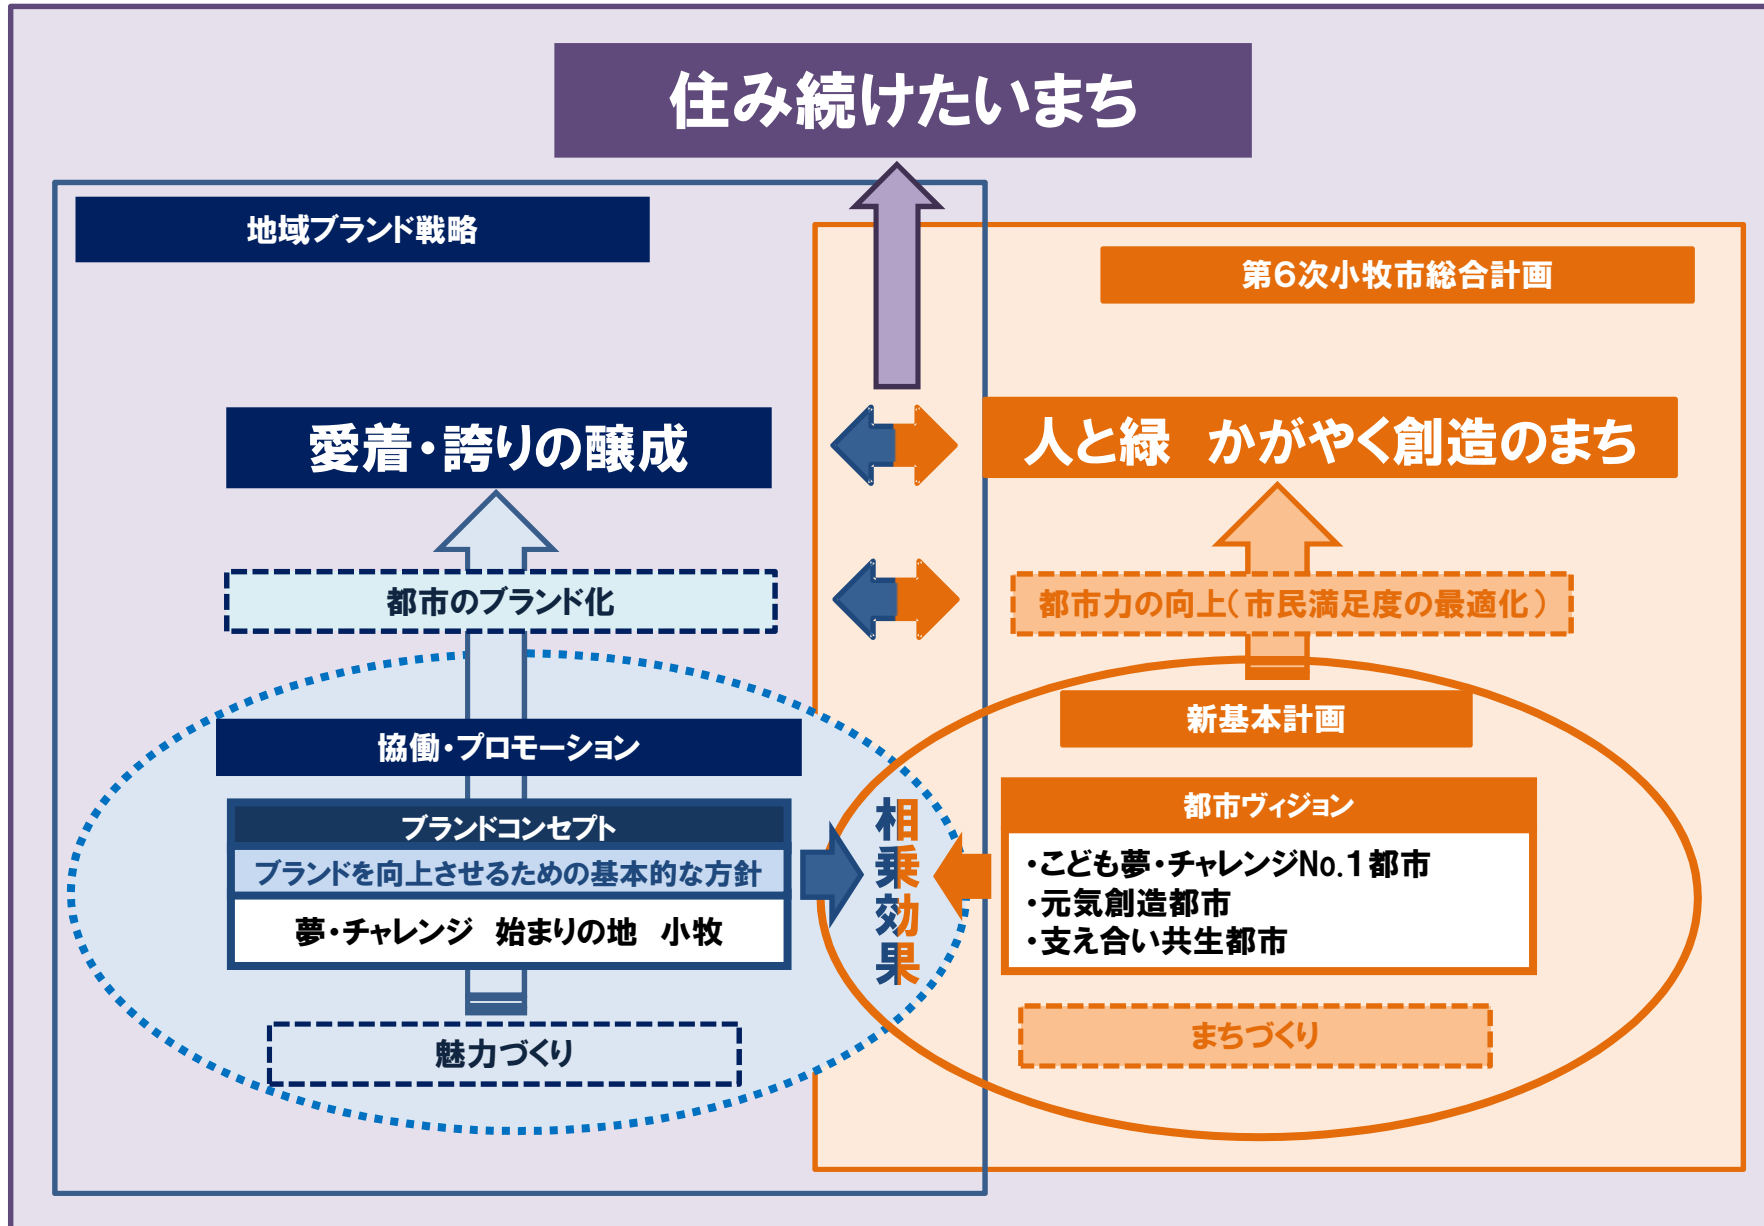 住み続けたいまち
地域ブランド戦略
第6次小牧市総合計画
愛着・誇りの醸成
人と緑　かがやく創造のまち
都市のブランド化
都市力の向上（市民満足度の最適化）
協働・プロモーション
新基本計画
ブランドコンセプト
ブランドを向上させるための基本的な方針
夢・チャレンジ　始まりの地　小牧
相乗効果
都市ヴィジョン
・こども夢・チャレンジNo.1都市
・元気創造都市
・支え合い共生都市
魅力づくり
まちづくり